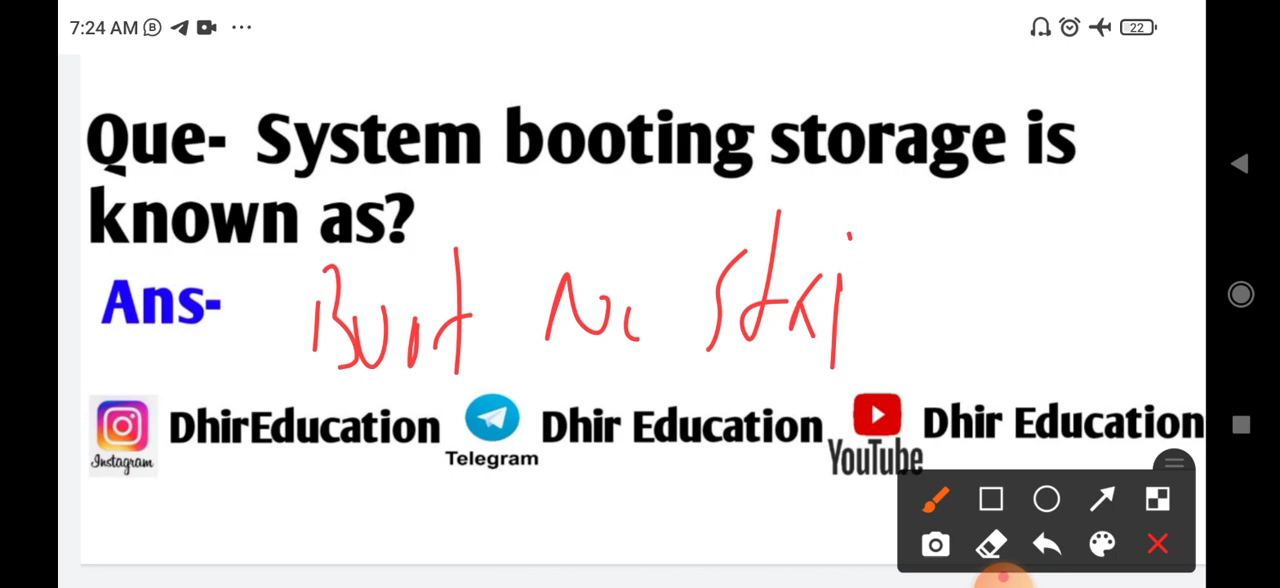 7:24 AM
22
Que- System booting storage is
known as?
Ans- Boot
Instagram DhirEducation Telegram Dhir Education YouTube Dhir Education